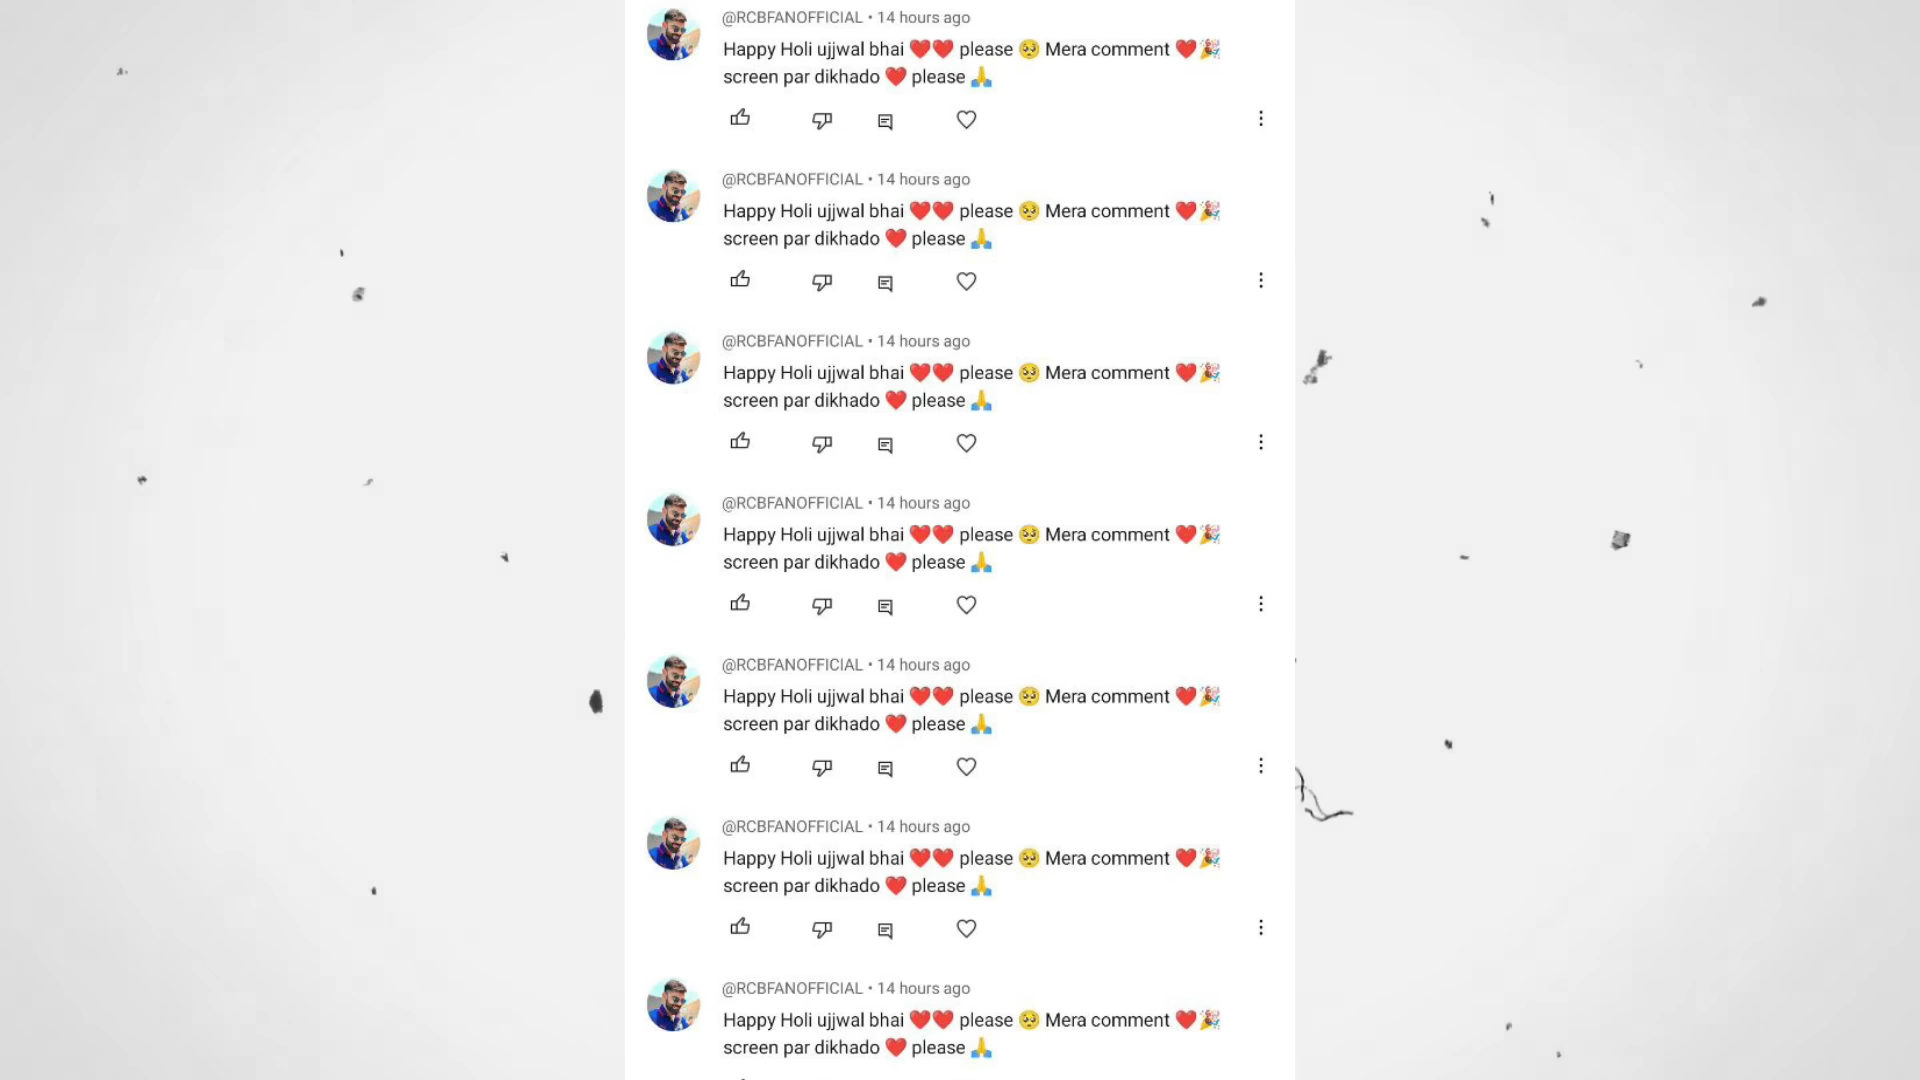 @RCBFANOFFICIAL • 14 hours ago
Happy Holi ujjwal bhai ❤️❤️ please 🥺 Mera comment ❤️🎉
screen par dikhado ❤️ please 🙏
@RCBFANOFFICIAL • 14 hours ago
Happy Holi ujjwal bhai ❤️❤️ please 🥺 Mera comment ❤️🎉
screen par dikhado ❤️ please 🙏
@RCBFANOFFICIAL • 14 hours ago
Happy Holi ujjwal bhai ❤️❤️ please 🥺 Mera comment ❤️🎉
screen par dikhado ❤️ please 🙏
@RCBFANOFFICIAL • 14 hours ago
Happy Holi ujjwal bhai ❤️❤️ please 🥺 Mera comment ❤️🎉
screen par dikhado ❤️ please 🙏
@RCBFANOFFICIAL • 14 hours ago
Happy Holi ujjwal bhai ❤️❤️ please 🥺 Mera comment ❤️🎉
screen par dikhado ❤️ please 🙏
@RCBFANOFFICIAL • 14 hours ago
Happy Holi ujjwal bhai ❤️❤️ please 🥺 Mera comment ❤️🎉
screen par dikhado ❤️ please 🙏
@RCBFANOFFICIAL • 14 hours ago
Happy Holi ujjwal bhai ❤️❤️ please 🥺 Mera comment ❤️🎉
screen par dikhado ❤️ please 🙏